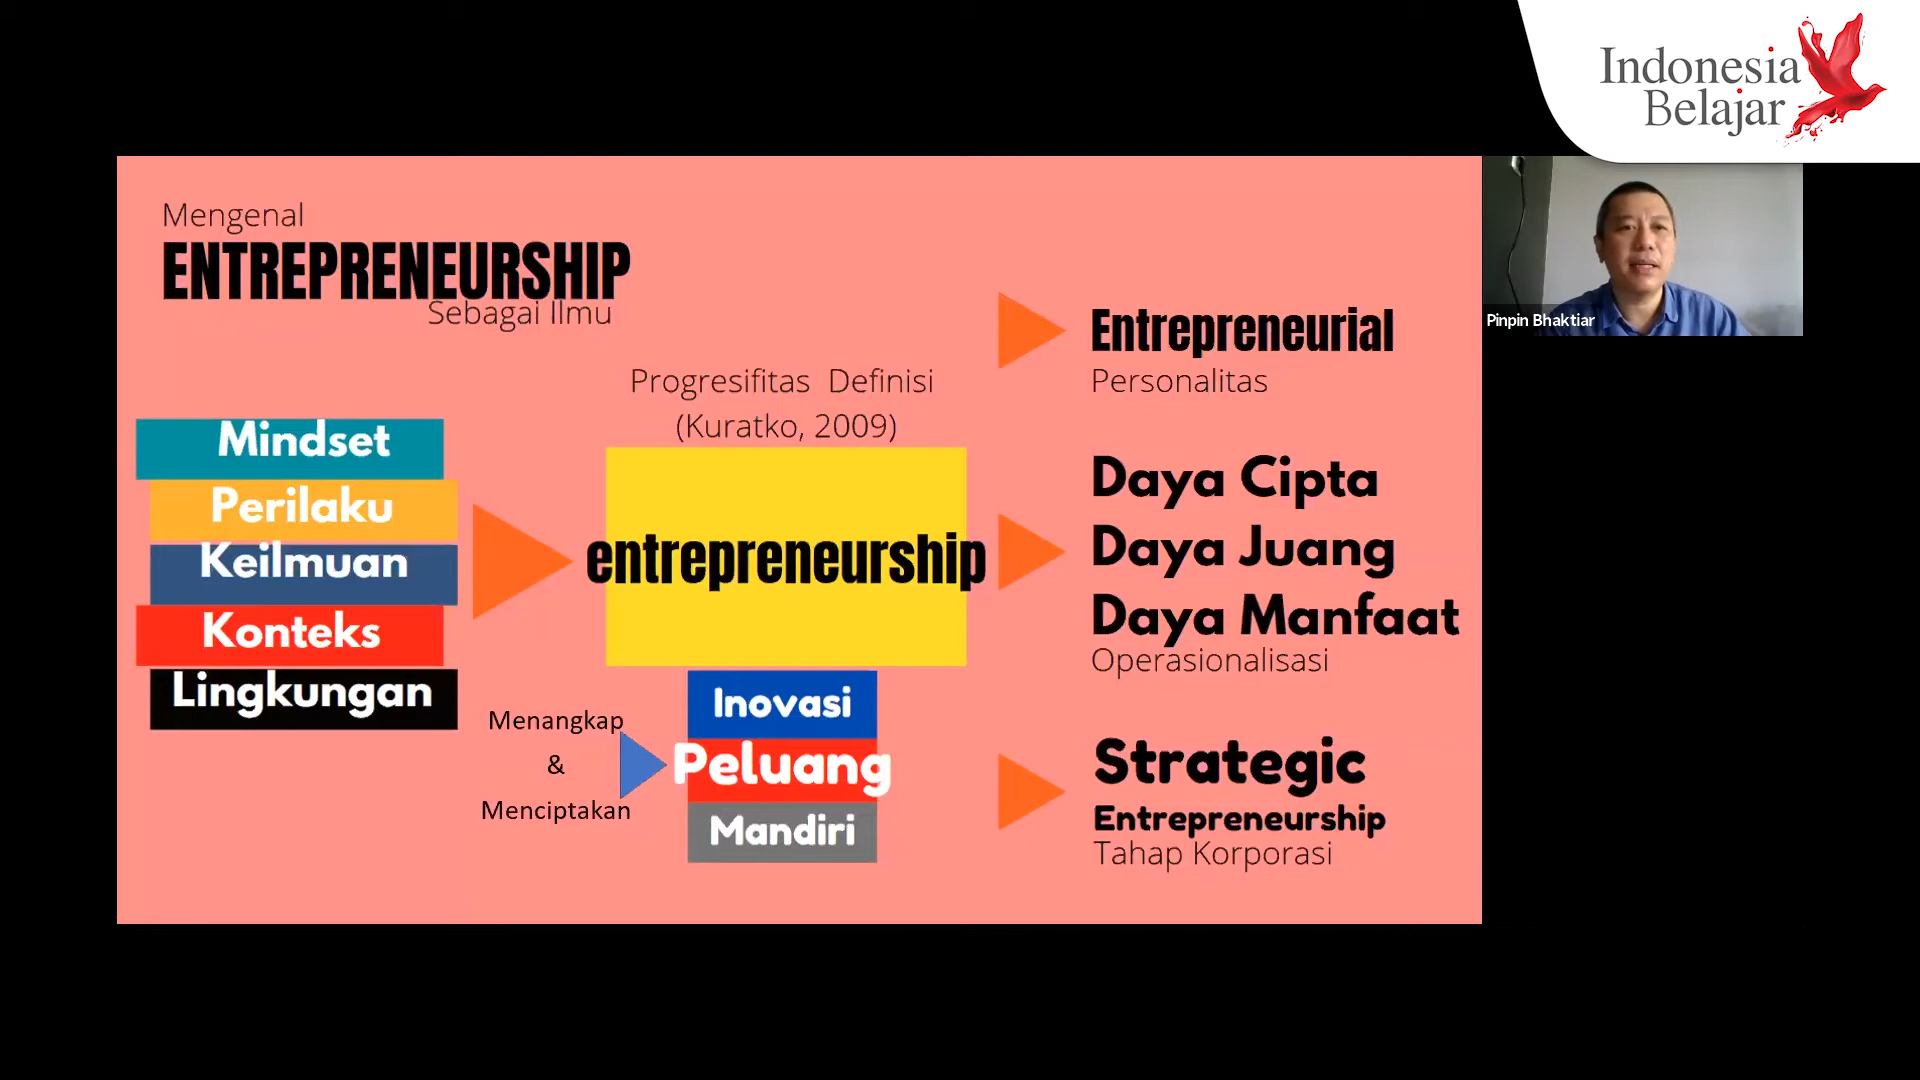 Indonesia
Belajar
Mengenal
ENTREPRENEURSHIP
Sebagai Ilmu
Mindset
Perilaku
Keilmuan
Konteks
Lingkungan
Progresifitas Definisi
(Kuratko, 2009)
entrepreneurship
Menangkap
&
Menciptakan
Inovasi
Peluang
Mandiri
Entrepreneurial
Personalitas
Daya Cipta
Daya Juang
Daya Manfaat
Operasionalisasi
Strategic
Entrepreneurship
Tahap Korporasi
Pinpin Bhaktiar